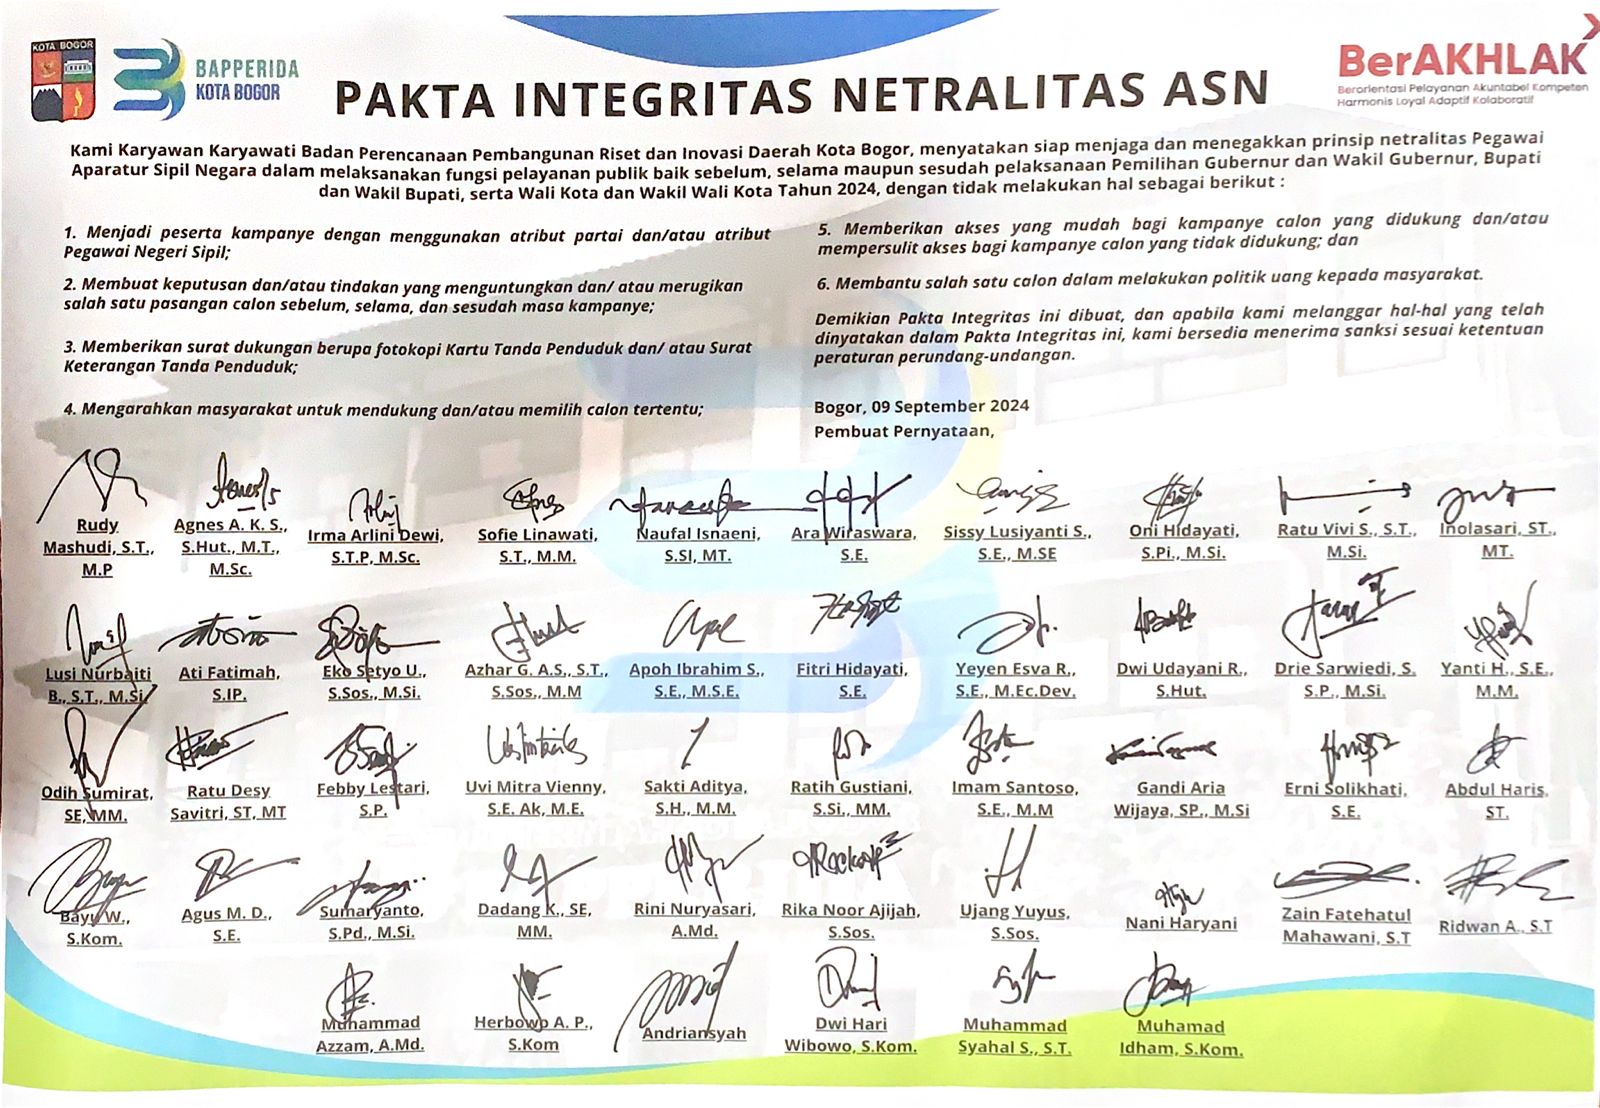 KOTA BOGOR
BAPPERIDA
KOTA BOGOR
PAKTA INTEGRITAS NETRALITAS ASN
BerAKHLAK
Berorientasi Pelayanan Akuntabel Kompeten
Harmonis Loyal Adaptif Kolaboratif
Kami Karyawan Karyawati Badan Perencanaan Pembangunan Riset dan Inovasi Daerah Kota Bogor, menyatakan siap menjaga dan menegakkan prinsip netralitas Pegawai
Aparatur Sipil Negara dalam melaksanakan fungsi pelayanan publik baik sebelum, selama maupun sesudah pelaksanaan Pemilihan Gubernur dan Wakil Gubernur, Bupati
dan Wakil Bupati, serta Wali Kota dan Wakil Wali Kota Tahun 2024, dengan tidak melakukan hal sebagai berikut :
1. Menjadi peserta kampanye dengan menggunakan atribut partai dan/atau atribut
Pegawai Negeri Sipil;
2. Membuat keputusan dan/atau tindakan yang menguntungkan dan/ atau merugikan
salah satu pasangan calon sebelum, selama, dan sesudah masa kampanye;
3. Memberikan surat dukungan berupa fotokopi Kartu Tanda Penduduk dan/ atau Surat
Keterangan Tanda Penduduk;
4. Mengarahkan masyarakat untuk mendukung dan/atau memilih calon tertentu;
5. Memberikan akses yang mudah bagi kampanye calon yang didukung dan/atau
mempersulit akses bagi kampanye calon yang tidak didukung; dan
6. Membantu salah satu calon dalam melakukan politik uang kepada masyarakat.
Demikian Pakta Integritas ini dibuat, dan apabila kami melanggar hal-hal yang telah
dinyatakan dalam Pakta Integritas ini, kami bersedia menerima sanksi sesuai ketentuan
peraturan perundang-undangan.
Bogor, 09 September 2024
Pembuat Pernyataan,
Rudy
Mashudi, S.T.,
M.P
Agnes A. K. S.,
S.Hut., M.T.,
M.Sc.
Irma Arlini Dewi,
S.T.P, M.Sc.
Sofie Linawati,
S.T., M.M.
Naufal Isnaeni,
S.SI, MT.
Ara Wiraswara,
S.E.
Sissy Lusiyanti S.,
S.E., M.SE
Oni Hidayati,
S.Pi., M.Si.
Ratu Vivi S., S.T.,
M.Si.
Inolasari, ST.,
MT.
Lusi Nurbaiti
B., S.T., M.Si.
Ati Fatimah,
S.IP.
Eko Setyo U.,
S.Sos., M.Si.
Azhar G. A.S., S.T.,
S.Sos., M.M
Apoh Ibrahim S.,
S.E., M.S.E.
Fitri Hidayati,
S.E.
Yeyen Esva R.,
S.E., M.Ec.Dev.
Dwi Udayani R.,
S.Hut.
Drie Sarwiedi, S.
S.P., M.Si.
Yanti H., S.E.,
M.M.
Odih Sumirat,
SE, MM.
Ratu Desy
Savitri, ST, MT
Febby Lestari,
S.P.
Uvi Mitra Vienny,
S.E. Ak, M.E.
Sakti Aditya,
S.H., M.M.
Ratih Gustiani,
S.Si., MM.
Imam Santoso,
S.E., M.M
Gandi Aria
Wijaya, SP., M.Si
Erni Solikhati,
S.E.
Abdul Haris,
ST.
Bayu W.,
S.Kom.
Agus M. D.,
S.E.
Sumaryanto,
S.Pd., M.Si.
Dadang K., SE,
MM.
Rini Nuryasari,
A.Md.
Rika Noor Ajijah,
S.Sos.
Ujang Yuyus,
S.Sos.
Nani Haryani
Zain Fatehatul
Mahawani, S.T
Ridwan A., S.T
Muhammad
Azzam, A.Md.
Herbowo A. P.,
S.Kom
Andriansyah
Dwi Hari
Wibowo, S.Kom.
Muhammad
Syahal S., S.T.
Muhamad
Idham, S.Kom.